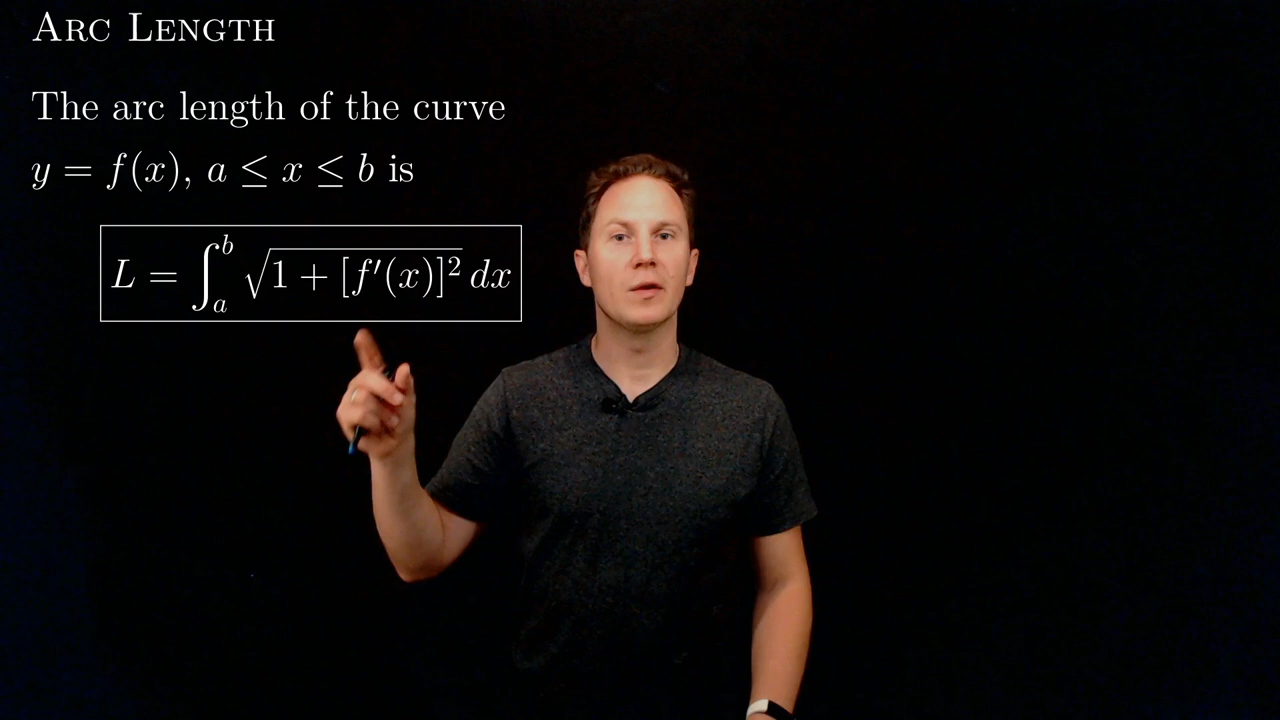 Arc Length
The arc length of the curve
y = f(x), a ≤ x ≤ b is
L = ∫_a^b √(1 + [f′(x)]²) dx